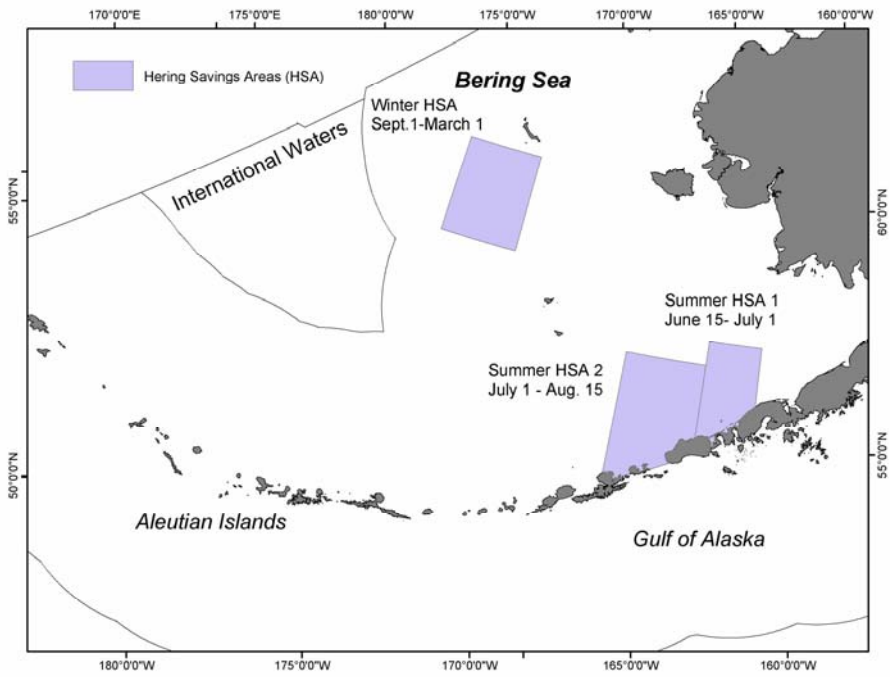 170°0'0"E 175°0'0"E 180°0'0"W 175°0'0"W 170°0'0"W 165°0'0"W 160°0'0"W
Hering Savings Areas (HSA)
Bering Sea
Winter HSA
Sept.1-March 1
International Waters
55°0'0"N
60°0'0"N
Summer HSA 1
June 15- July 1
Summer HSA 2
July 1 - Aug. 15
50°0'0"N
55°0'0"N
Aleutian Islands
Gulf of Alaska
180°0'0"W 175°0'0"W 170°0'0"W 165°0'0"W 160°0'0"W